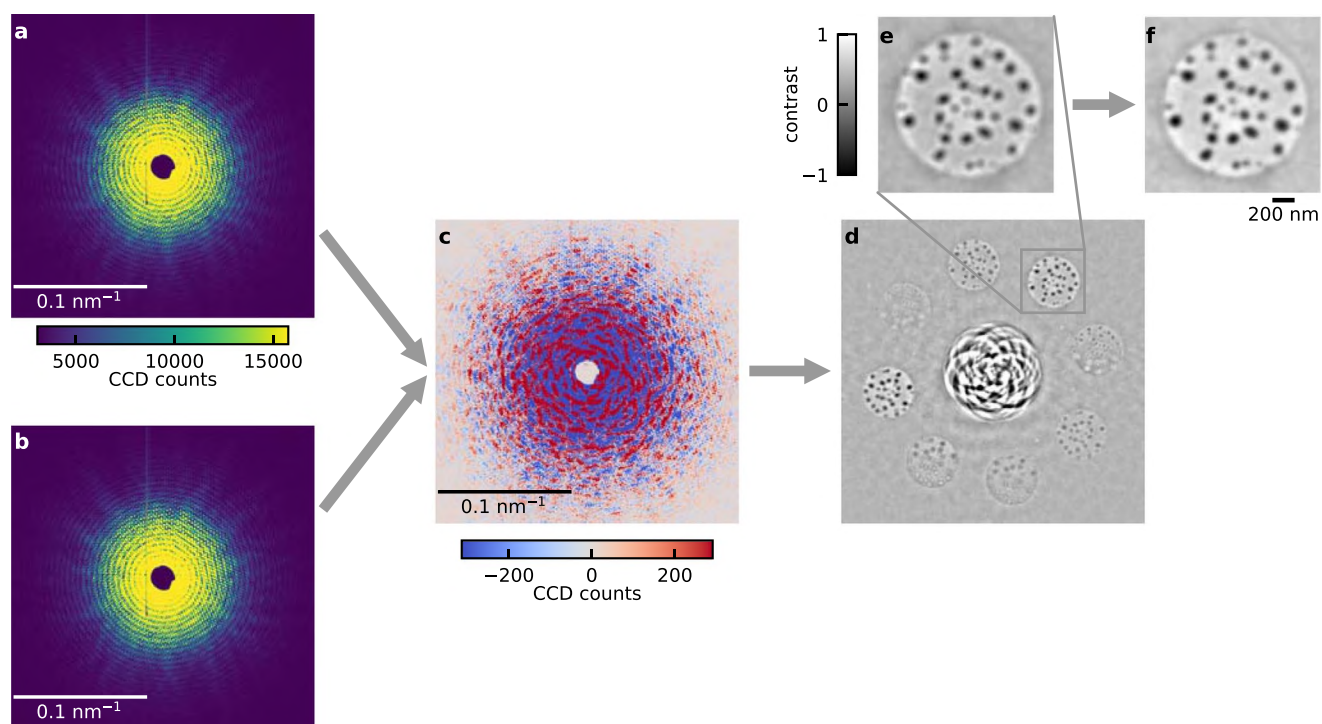 a
0.1 nm⁻¹
5000 10000 15000
CCD counts
b
0.1 nm⁻¹
c
0.1 nm⁻¹
−200 0 200
CCD counts
d
contrast
1
0
−1
e
f
200 nm